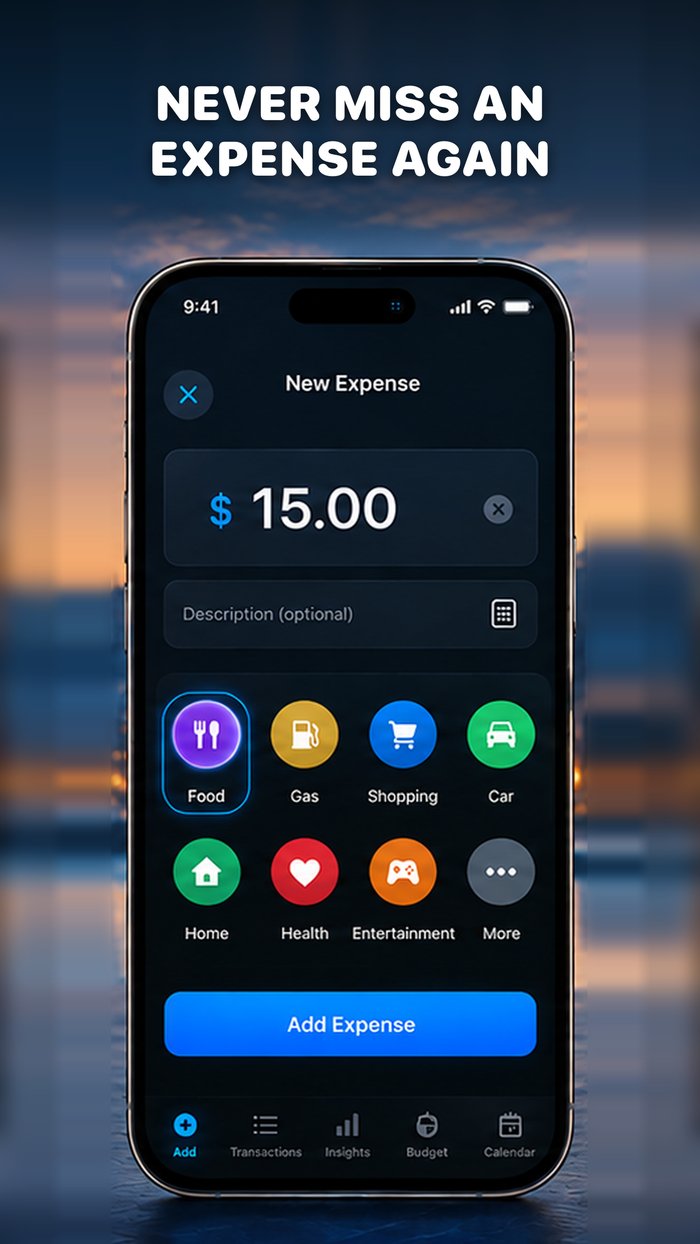 NEVER MISS AN
EXPENSE AGAIN
9:41
New Expense
$ 15.00
Description (optional)
Food Gas Shopping Car
Home Health Entertainment More
Add Expense
Add Transactions Insights Budget Calendar